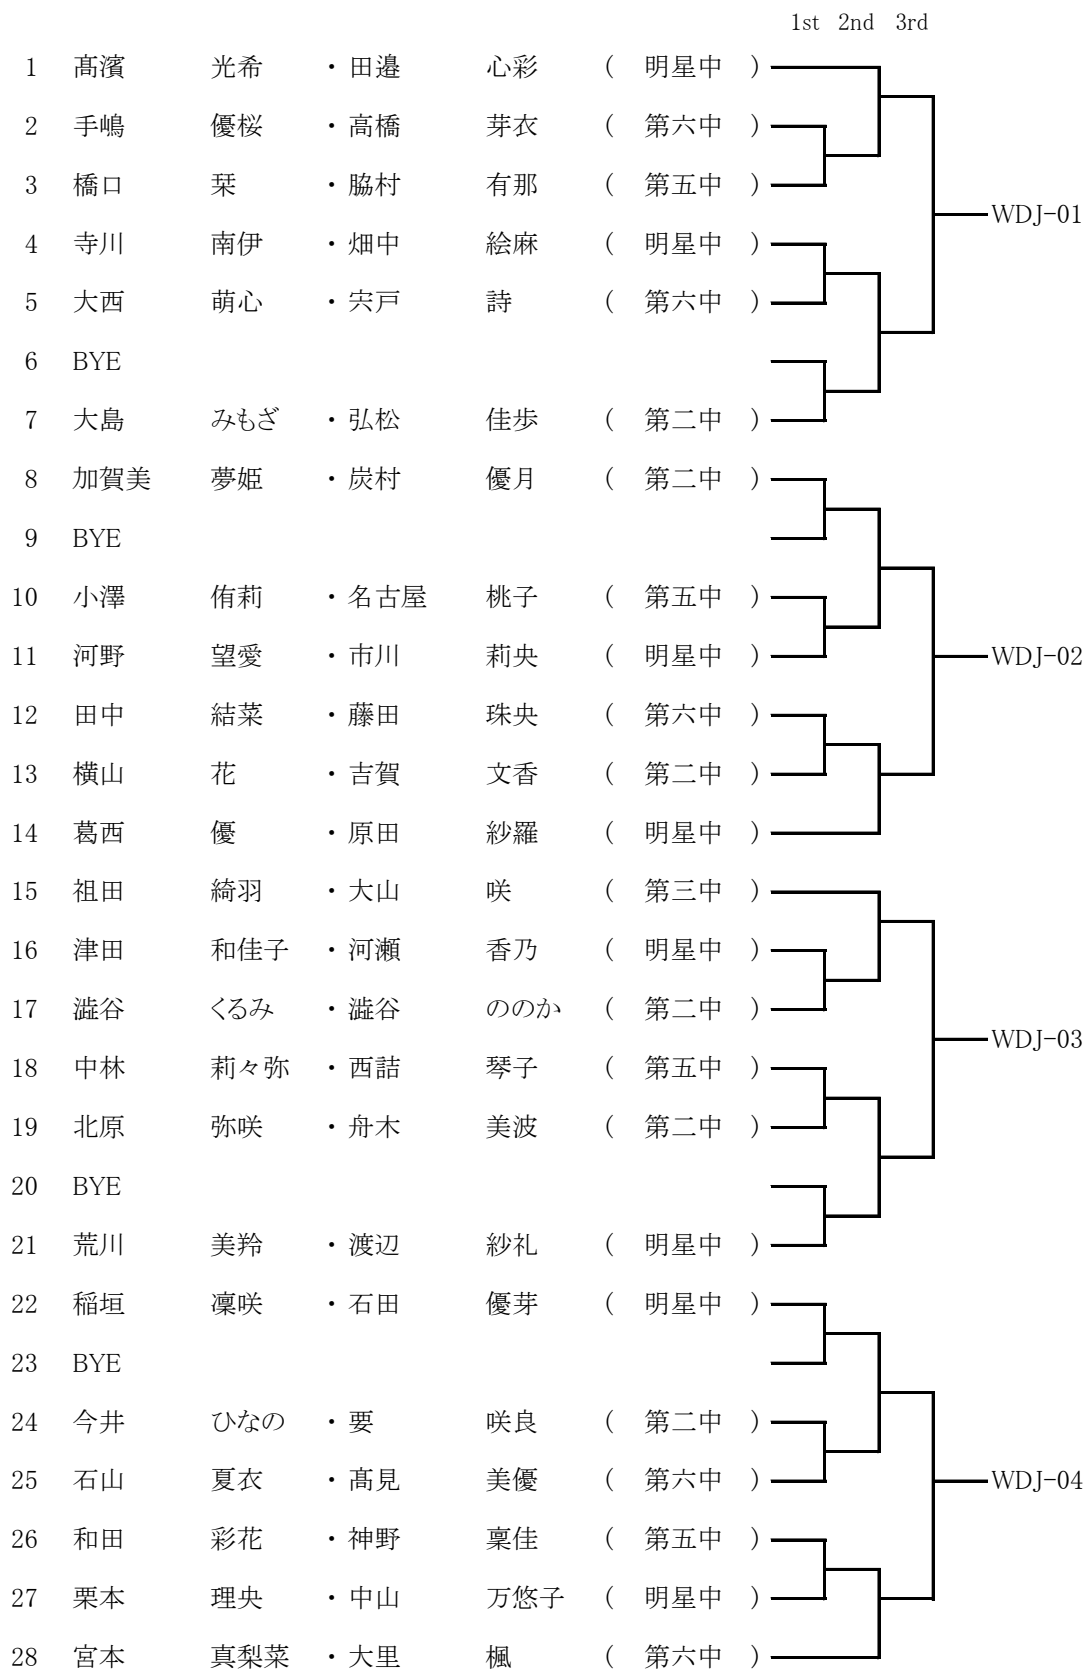 1st 2nd 3rd
1 髙濱 光希 ・田邉 心彩 ( 明星中 )
2 手嶋 優桜 ・高橋 芽衣 ( 第六中 )
3 橋口 栞 ・脇村 有那 ( 第五中 )
WDJ-01
4 寺川 南伊 ・畑中 絵麻 ( 明星中 )
5 大西 萌心 ・宍戸 詩 ( 第六中 )
6 BYE
7 大島 みもざ ・弘松 佳歩 ( 第二中 )
8 加賀美 夢姫 ・炭村 優月 ( 第二中 )
9 BYE
10 小澤 侑莉 ・名古屋 桃子 ( 第五中 )
11 河野 望愛 ・市川 莉央 ( 明星中 ) WDJ-02
12 田中 結菜 ・藤田 珠央 ( 第六中 )
13 横山 花 ・吉賀 文香 ( 第二中 )
14 葛西 優 ・原田 紗羅 ( 明星中 )
15 祖田 綺羽 ・大山 咲 ( 第三中 )
16 津田 和佳子 ・河瀬 香乃 ( 明星中 )
17 澁谷 くるみ ・澁谷 ののか ( 第二中 )
WDJ-03
18 中林 莉々弥 ・西詰 琴子 ( 第五中 )
19 北原 弥咲 ・舟木 美波 ( 第二中 )
20 BYE
21 荒川 美羚 ・渡辺 紗礼 ( 明星中 )
22 稲垣 凜咲 ・石田 優芽 ( 明星中 )
23 BYE
24 今井 ひなの ・要 咲良 ( 第二中 )
25 石山 夏衣 ・髙見 美優 ( 第六中 ) WDJ-04
26 和田 彩花 ・神野 稟佳 ( 第五中 )
27 栗本 理央 ・中山 万悠子 ( 明星中 )
28 宮本 真梨菜 ・大里 楓 ( 第六中 )